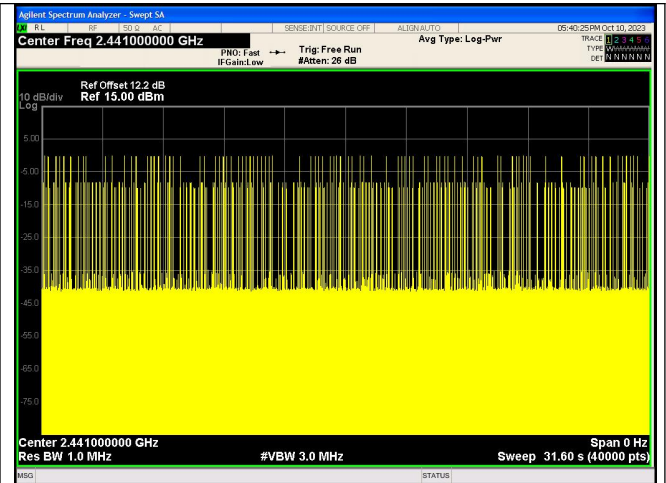 Agilent Spectrum Analyzer - Swept SA
RL RF 50 Ω AC SENSE:INT SOURCE OFF ALIGN AUTO 05:40:25 PM Oct 10, 2023
Center Freq 2.441000000 GHz
PNO: Fast
IFGain:Low
Trig: Free Run
#Atten: 26 dB
Avg Type: Log-Pwr
TRACE 1 2 3 4 5 6
TYPE
DET N N N N N N
Ref Offset 12.2 dB
10 dB/div Ref 15.00 dBm
Log
5.00
-5.00
-15.0
-25.0
-35.0
-45.0
-55.0
-65.0
-75.0
Center 2.441000000 GHz Span 0 Hz
Res BW 1.0 MHz #VBW 3.0 MHz Sweep 31.60 s (40000 pts)
MSG STATUS